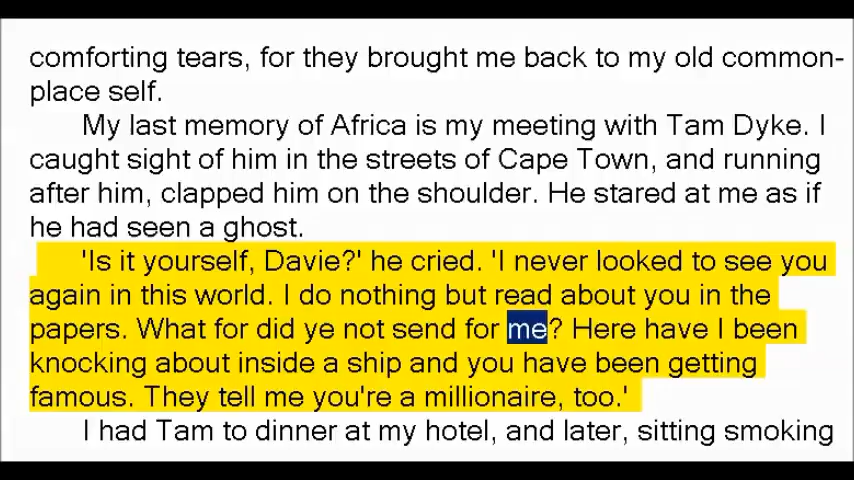 comforting tears, for they brought me back to my old common-
place self.
My last memory of Africa is my meeting with Tam Dyke. I
caught sight of him in the streets of Cape Town, and running
after him, clapped him on the shoulder. He stared at me as if
he had seen a ghost.
'Is it yourself, Davie?' he cried. 'I never looked to see you
again in this world. I do nothing but read about you in the
papers. What for did ye not send for me? Here have I been
knocking about inside a ship and you have been getting
famous. They tell me you're a millionaire, too.'
I had Tam to dinner at my hotel, and later, sitting smoking